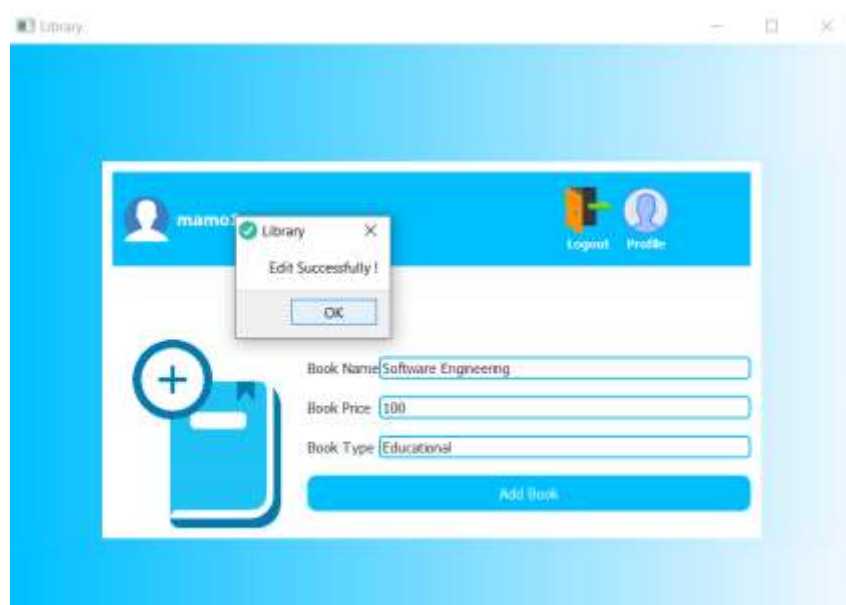 Library
Library
Edit Successfully !
OK
Logout Profile
Book Name Software Engineering
Book Price 100
Book Type Educational
Add Book